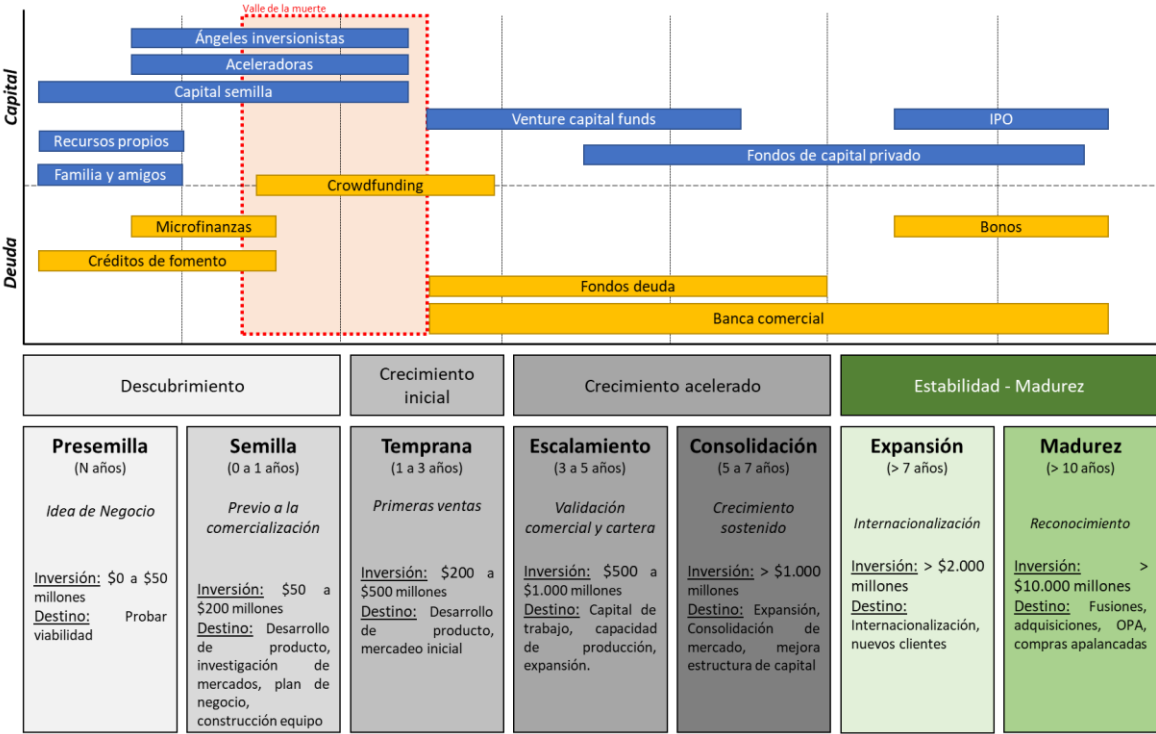 Valle de la muerte
Capital
Ángeles inversionistas
Aceleradoras
Capital semilla
Venture capital funds
IPO
Recursos propios
Fondos de capital privado
Familia y amigos
Crowdfunding
Deuda
Microfinanzas
Bonos
Créditos de fomento
Fondos deuda
Banca comercial
Descubrimiento
Crecimiento
inicial
Crecimiento acelerado
Estabilidad - Madurez
Presemilla
(N años)
Idea de Negocio
Inversión: $0 a $50
millones
Destino: Probar
viabilidad
Semilla
(0 a 1 años)
Previo a la
comercialización
Inversión: $50 a
$200 millones
Destino: Desarrollo
de producto,
investigación de
mercados, plan de
negocio,
construcción equipo
Temprana
(1 a 3 años)
Primeras ventas
Inversión: $200 a
$500 millones
Destino: Desarrollo
de producto,
mercadeo inicial
Escalamiento
(3 a 5 años)
Validación
comercial y cartera
Inversión: $500 a
$1.000 millones
Destino: Capital de
trabajo, capacidad
de producción,
expansión.
Consolidación
(5 a 7 años)
Crecimiento
sostenido
Inversión: > $1.000
millones
Destino: Expansión,
Consolidación de
mercado, mejora
estructura de capital
Expansión
(> 7 años)
Internacionalización
Inversión: > $2.000
millones
Destino:
Internacionalización,
nuevos clientes
Madurez
(> 10 años)
Reconocimiento
Inversión: >
$10.000 millones
Destino: Fusiones,
adquisiciones, OPA,
compras apalancadas